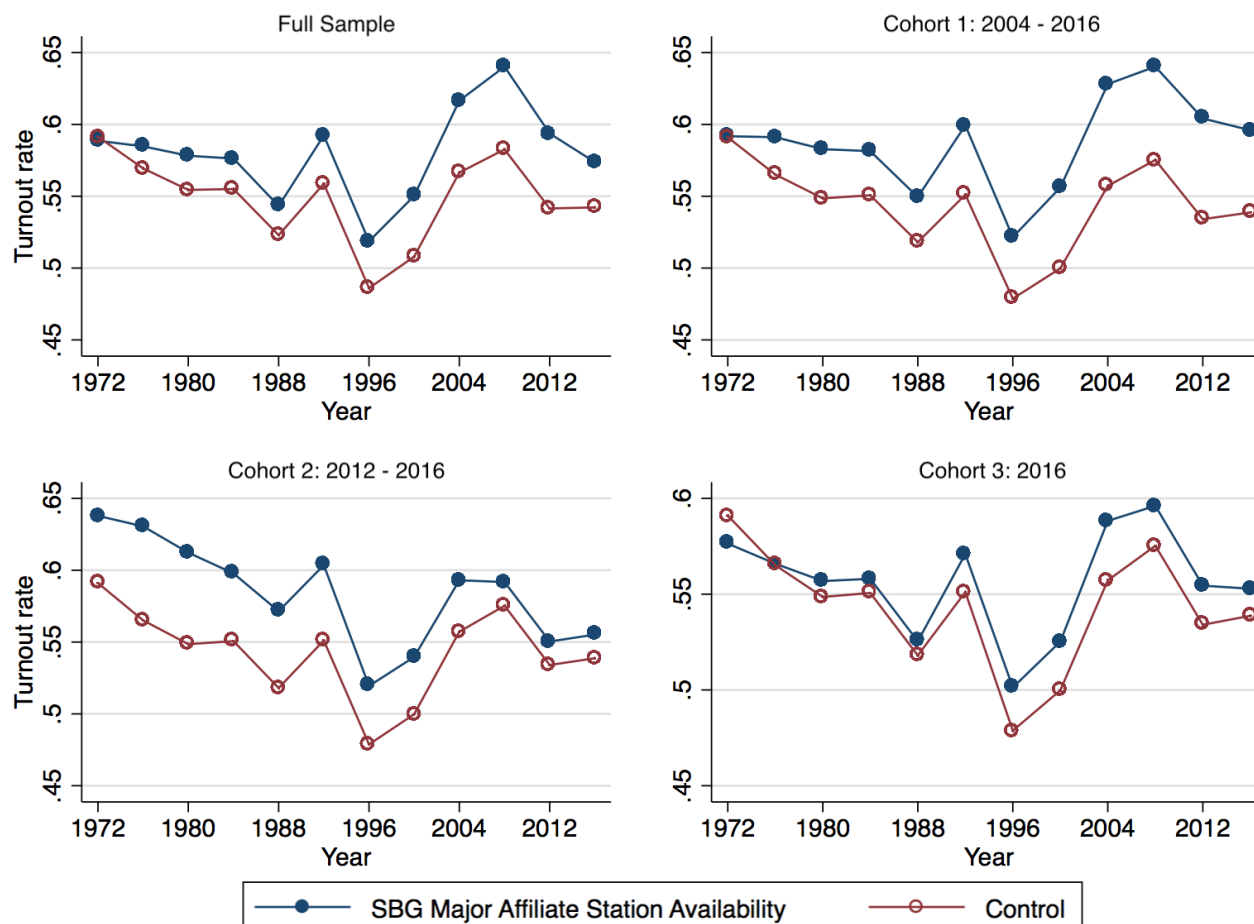 Full Sample
Turnout rate
.65
.6
.55
.5
.45
1972 1980 1988 1996 2004 2012
Year
Cohort 1: 2004 - 2016
.65
.6
.55
.5
.45
1972 1980 1988 1996 2004 2012
Year
Cohort 2: 2012 - 2016
Turnout rate
.65
.6
.55
.5
.45
1972 1980 1988 1996 2004 2012
Year
Cohort 3: 2016
.6
.55
.5
.45
1972 1980 1988 1996 2004 2012
Year
SBG Major Affiliate Station Availability Control